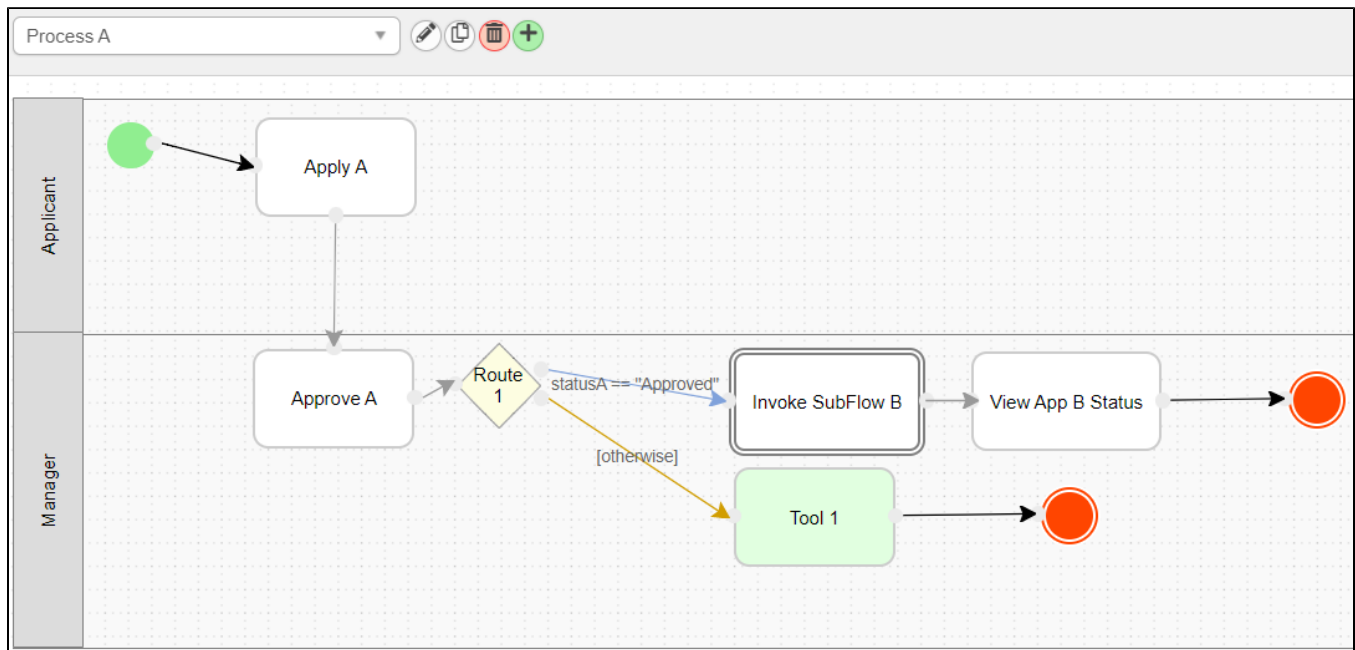 Process A
Applicant
Apply A
Manager
Approve A
Route
1
statusA == "Approved"
[otherwise]
Invoke SubFlow B
View App B Status
Tool 1